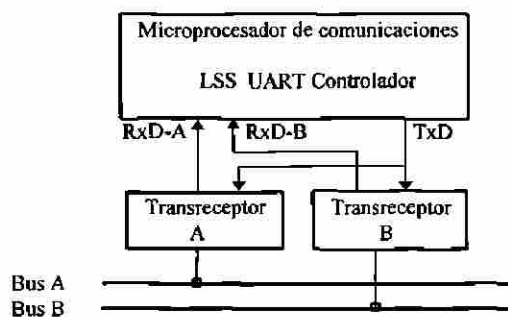 Microprocesador de comunicaciones
LSS UART Controlador
RxD-A RxD-B TxD
Transreceptor
A
Transreceptor
B
Bus A
Bus B